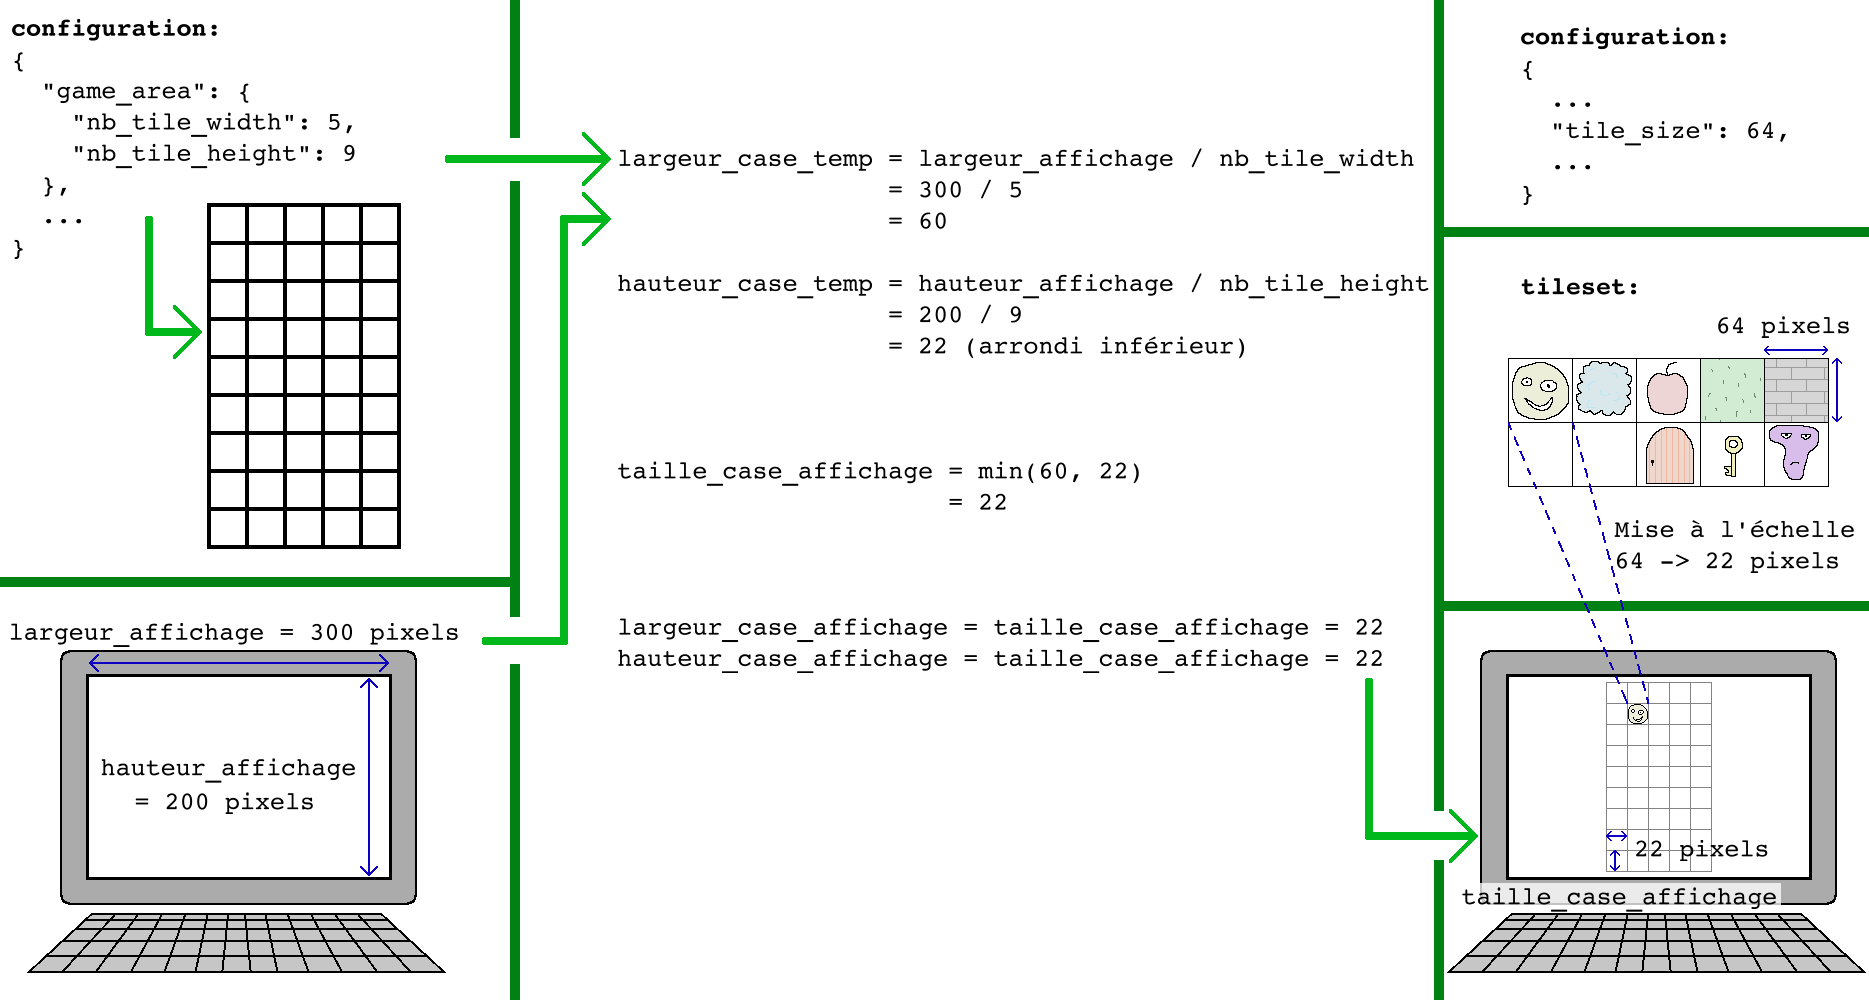 configuration:
{
"game_area": {
"nb_tile_width": 5,
"nb_tile_height": 9
},
...
}
largeur_affichage = 300 pixels
hauteur_affichage
= 200 pixels
largeur_case_temp = largeur_affichage / nb_tile_width
= 300 / 5
= 60
hauteur_case_temp = hauteur_affichage / nb_tile_height
= 200 / 9
= 22 (arrondi inférieur)
taille_case_affichage = min(60, 22)
= 22
largeur_case_affichage = taille_case_affichage = 22
hauteur_case_affichage = taille_case_affichage = 22
configuration:
{
...
"tile_size": 64,
...
}
tileset:
64 pixels
Mise à l'échelle
64 -> 22 pixels
22 pixels
taille_case_affichage